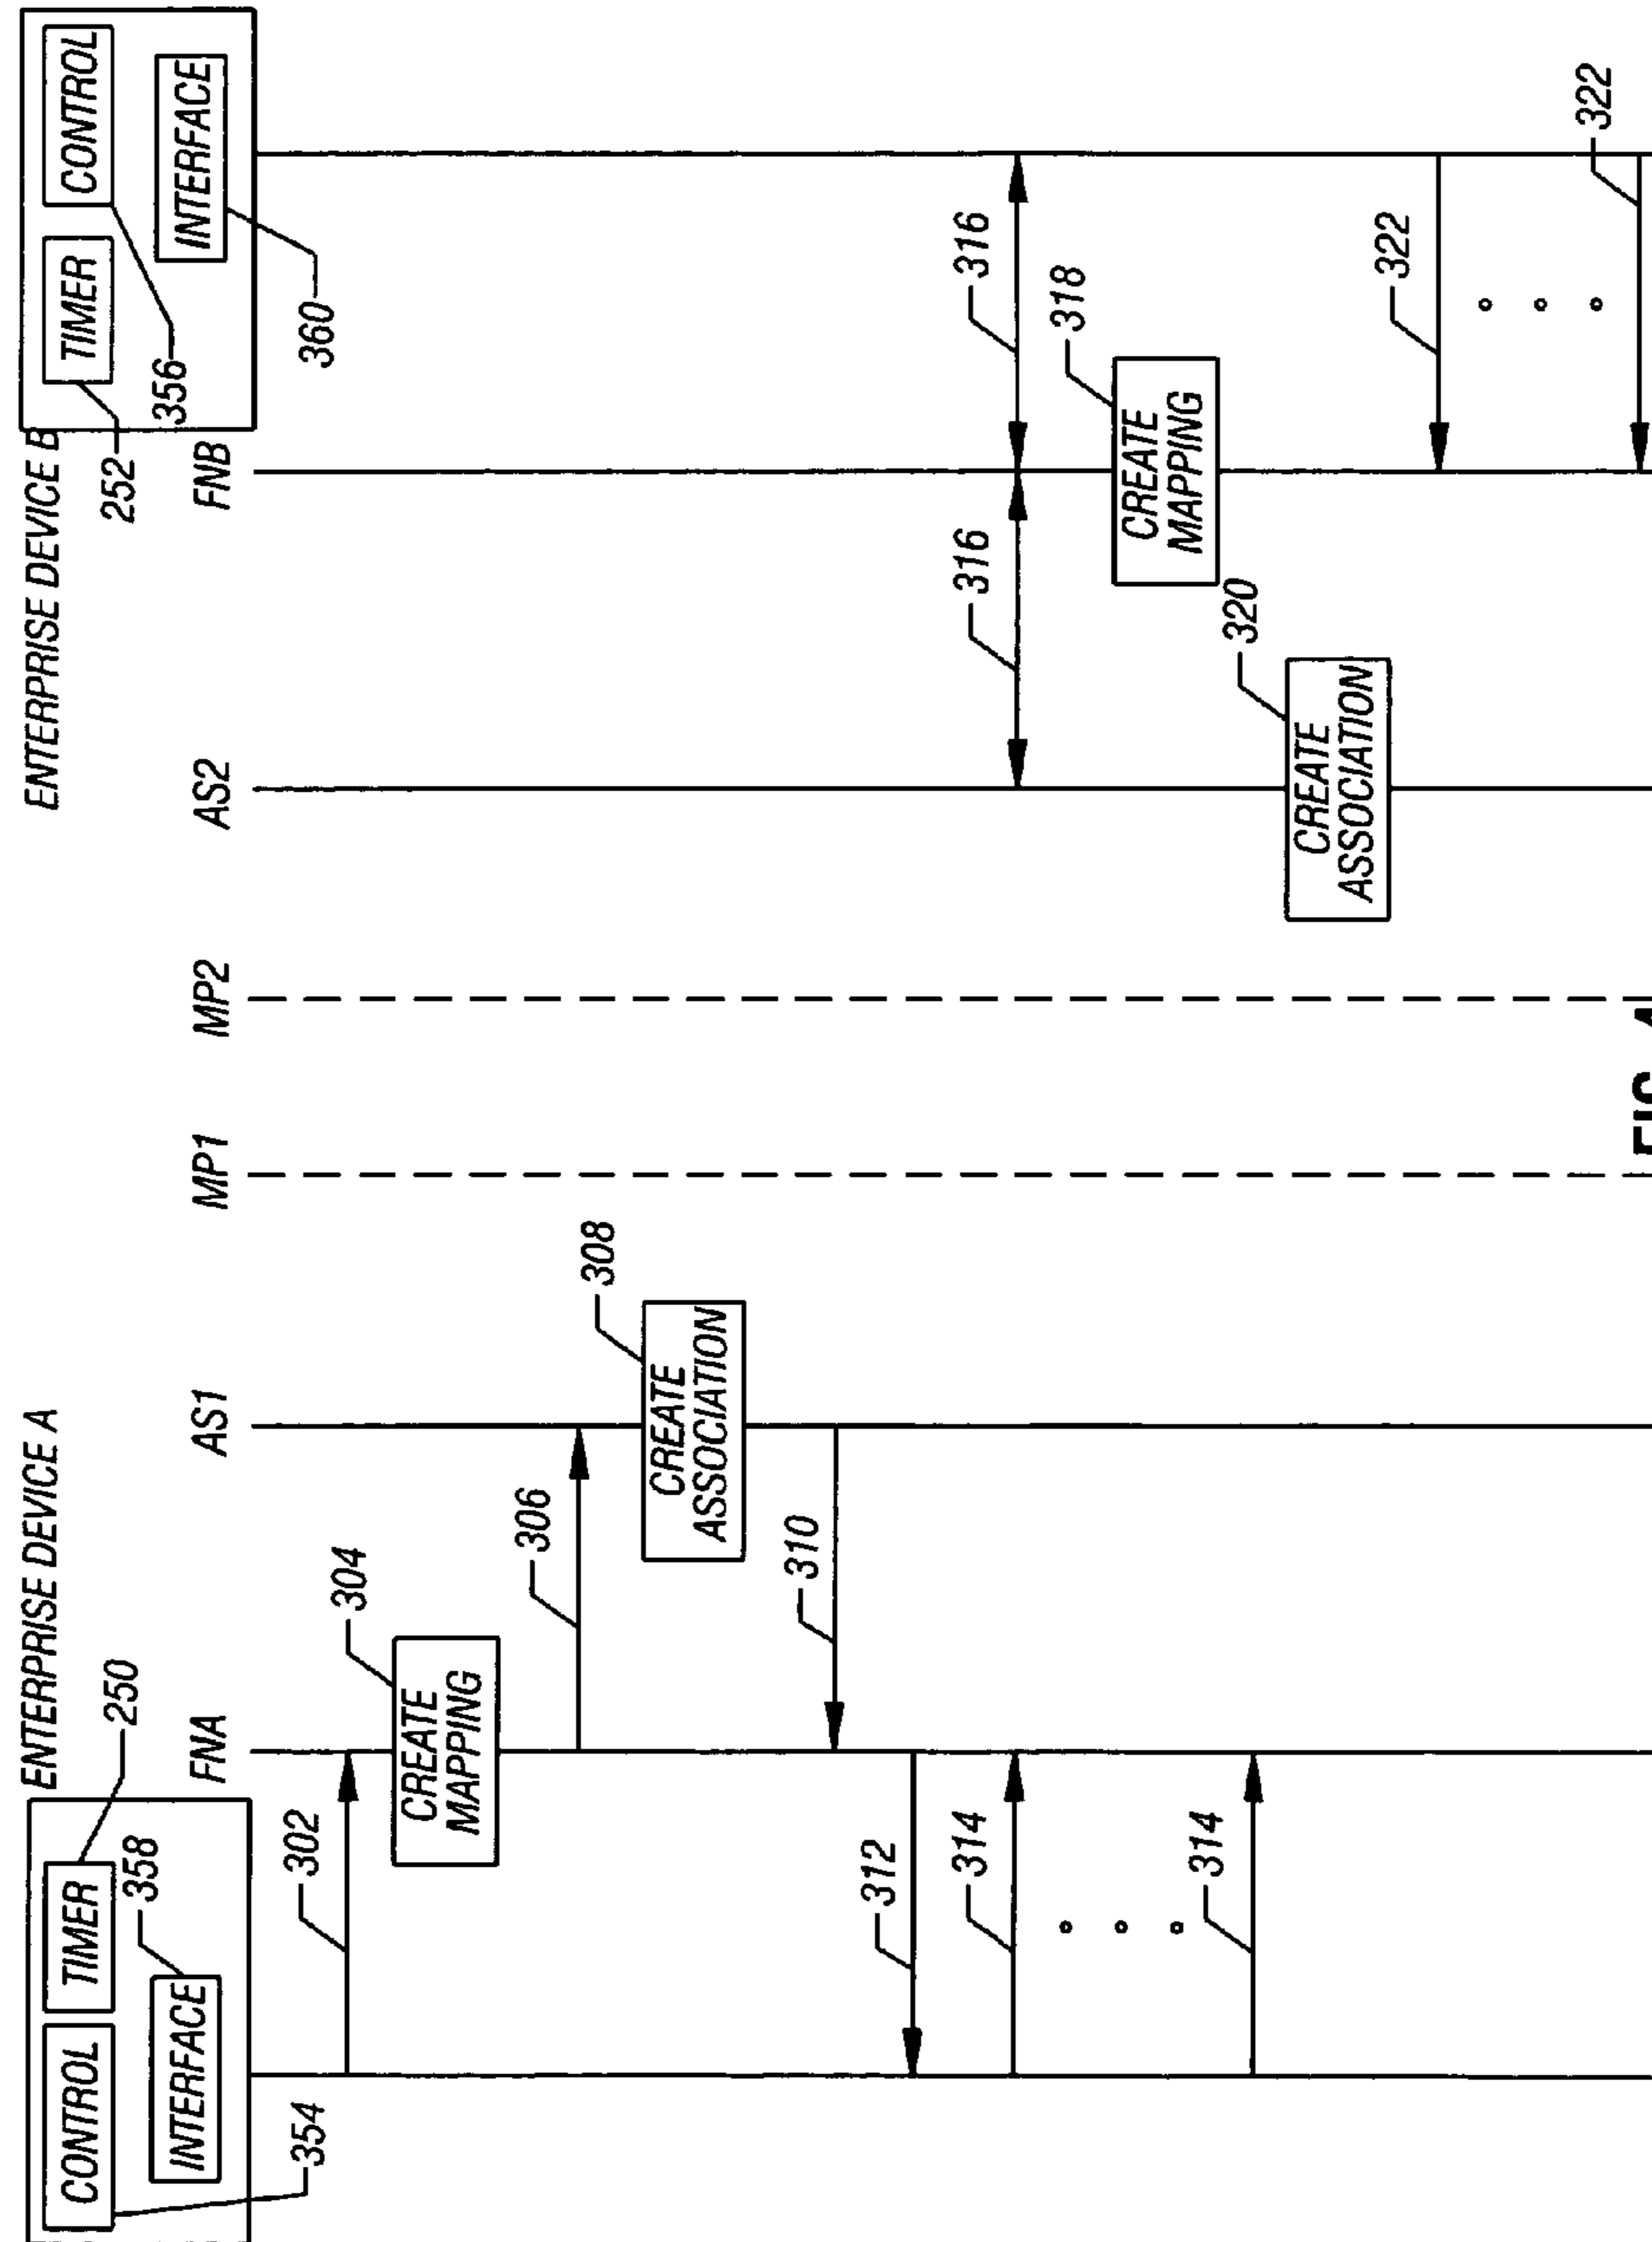 ENTERPRISE DEVICE A
CONTROL
TIMER
INTERFACE
354
250
358
FNA
AS1
MP1
MP2
AS2
FNB
ENTERPRISE DEVICE B
TIMER
CONTROL
INTERFACE
252
356
360
302
CREATE
MAPPING
304
306
CREATE
ASSOCIATION
308
310
312
314
314
316
316
CREATE
MAPPING
318
CREATE
ASSOCIATION
320
322
322